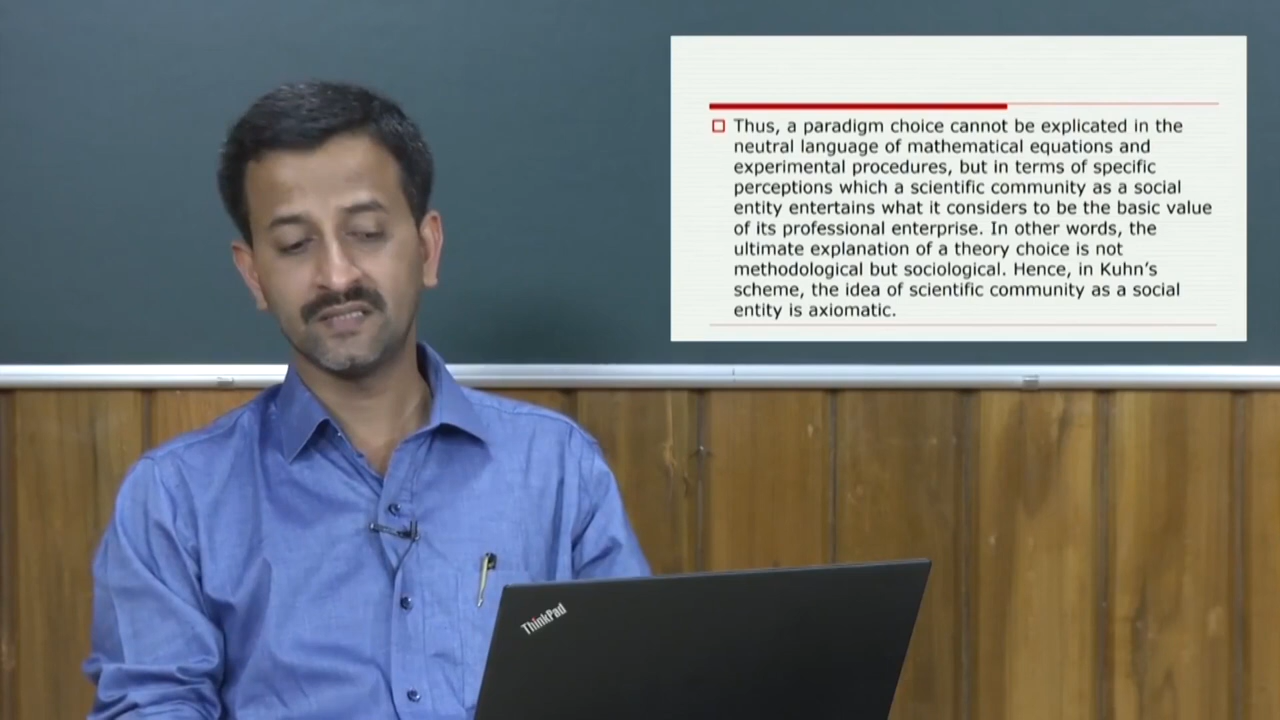 Thus, a paradigm choice cannot be explicated in the
neutral language of mathematical equations and
experimental procedures, but in terms of specific
perceptions which a scientific community as a social
entity entertains what it considers to be the basic value
of its professional enterprise. In other words, the
ultimate explanation of a theory choice is not
methodological but sociological. Hence, in Kuhn's
scheme, the idea of scientific community as a social
entity is axiomatic.
ThinkPad